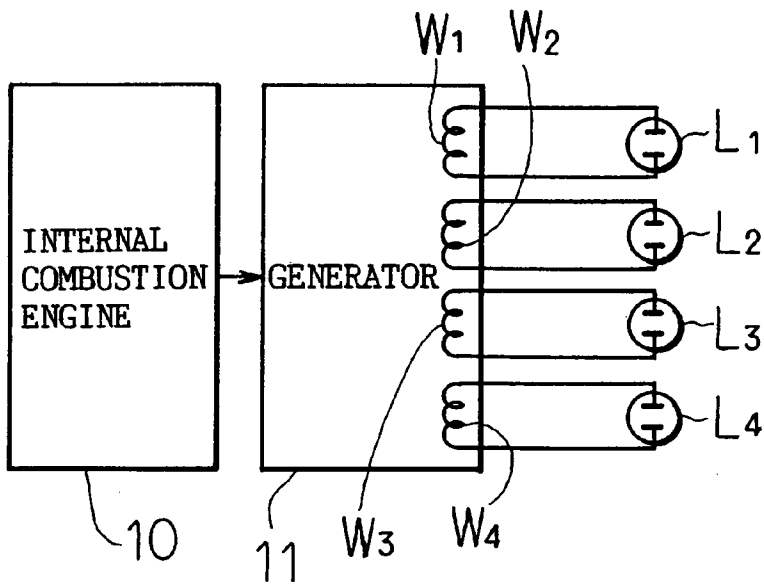 W1
W2
L1
INTERNAL
COMBUSTION
ENGINE
GENERATOR
L2
L3
L4
10
11
W3
W4